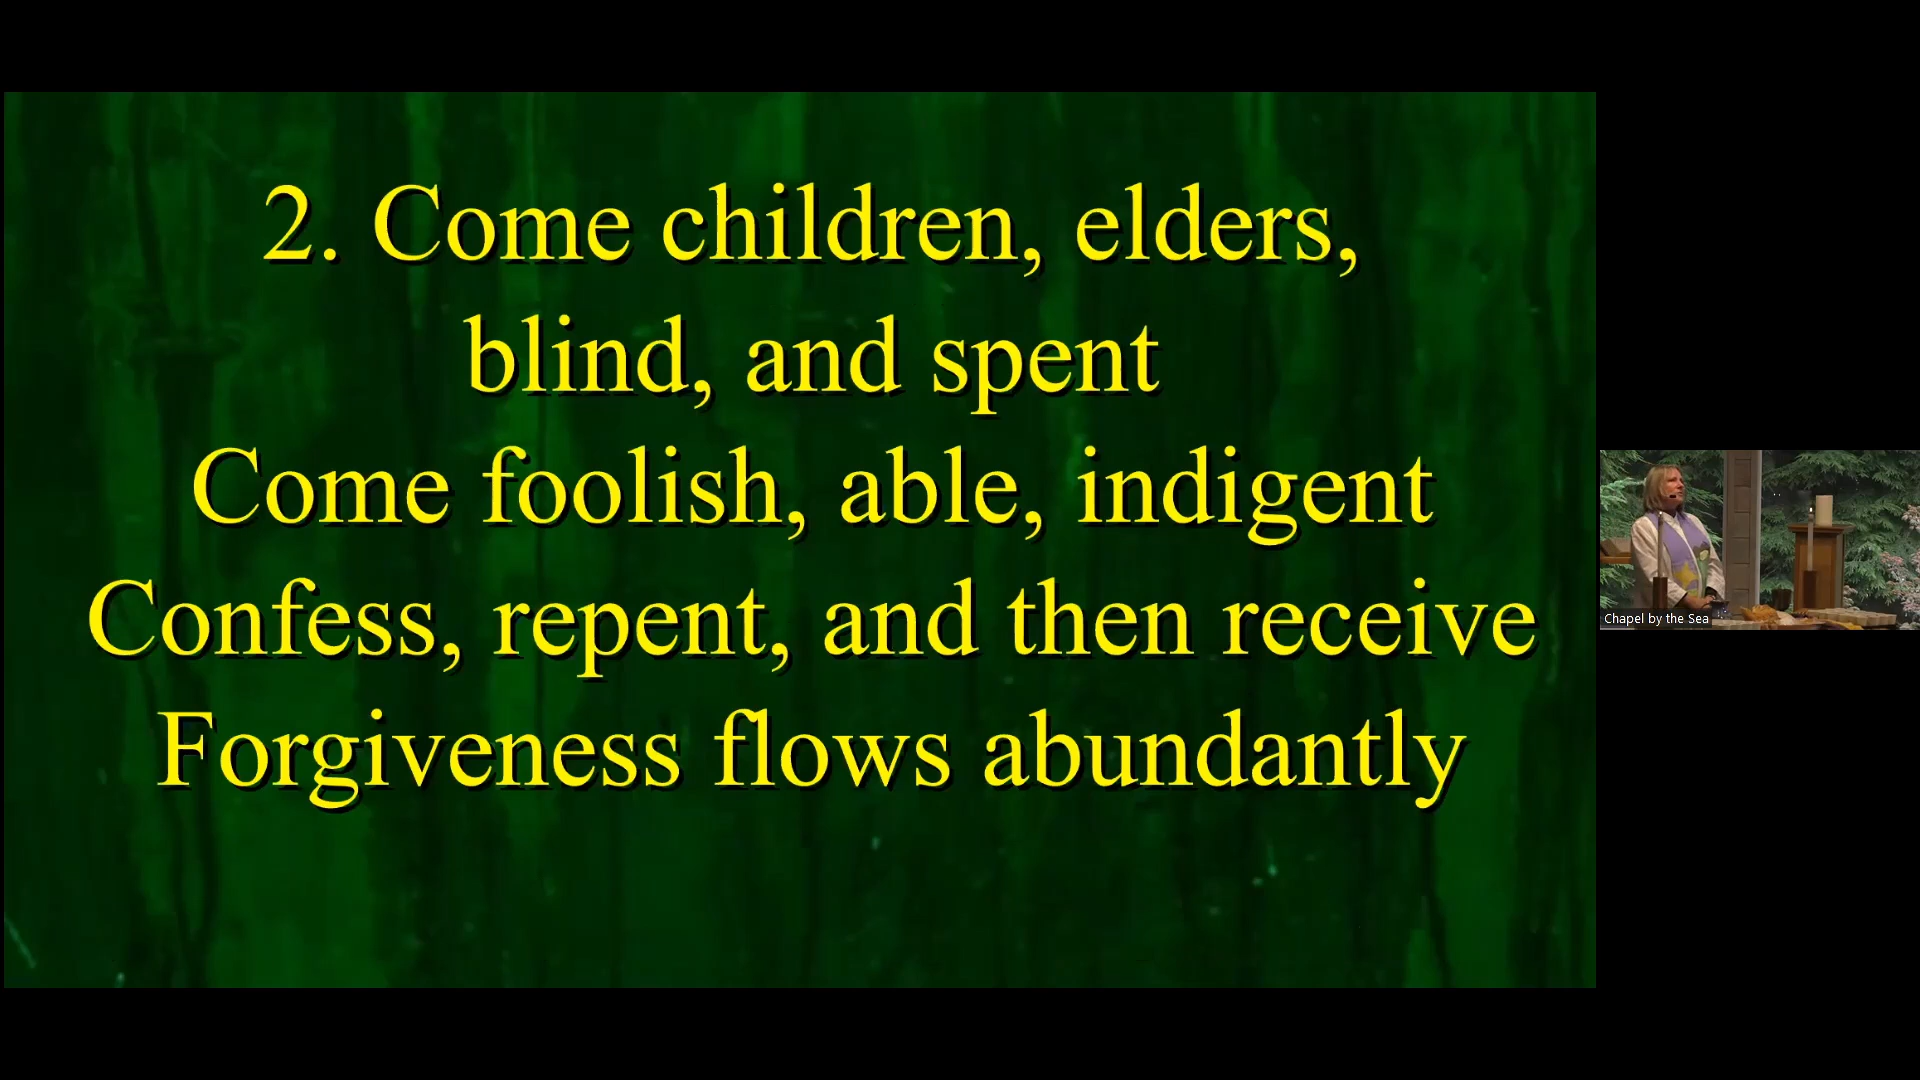 2. Come children, elders,
blind, and spent
Come foolish, able, indigent
Confess, repent, and then receive
Forgiveness flows abundantly
Chapel by the Sea